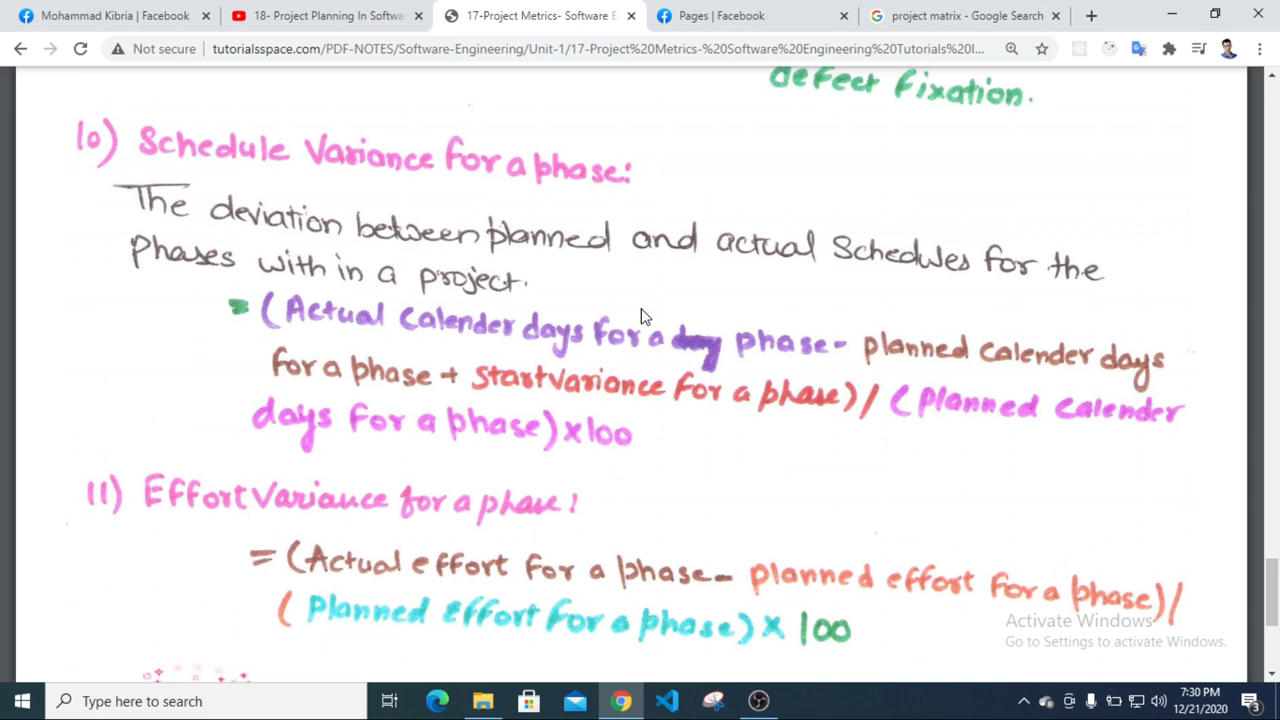 Mohammad Kibria | Facebook
18- Project Planning In Softwa
17-Project Metrics- Software E
Pages | Facebook
project matrix - Google Search
Not secure | tutorialsspace.com/PDF-NOTES/Software-Engineering/Unit-1/17-Project%20Metrics-%20Software%20Engineering%20Tutorials%20I...
defect fixation.
10) Schedule Variance for a phase:
The deviation between planned and actual Schedules for the
phases with in a project.
= (Actual Calender days for a phase - planned calender days
for a phase + start variance for a phase) / (Planned Calender
days for a phase) × 100
11) Effort Variance for a phase:
= (Actual effort for a phase - planned effort for a phase) /
(Planned effort for a phase) × 100
Activate Windows
Go to Settings to activate Windows.
Type here to search
7:30 PM
12/21/2020
3